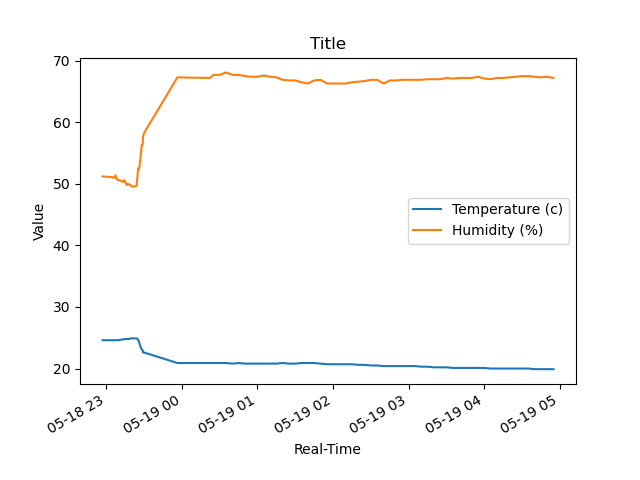 Title
70
60
50
40
30
20
Value
Temperature (c)
Humidity (%)
05-18 23
05-19 00
05-19 01
05-19 02
05-19 03
05-19 04
05-19 05
Real-Time